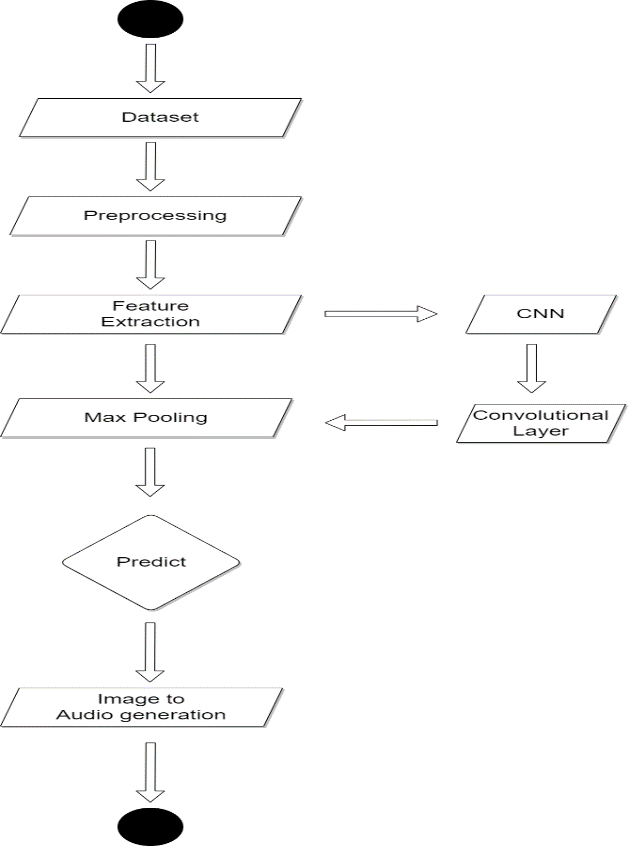 Dataset
Preprocessing
Feature
Extraction
CNN
Max Pooling
Convolutional
Layer
Predict
Image to
Audio generation